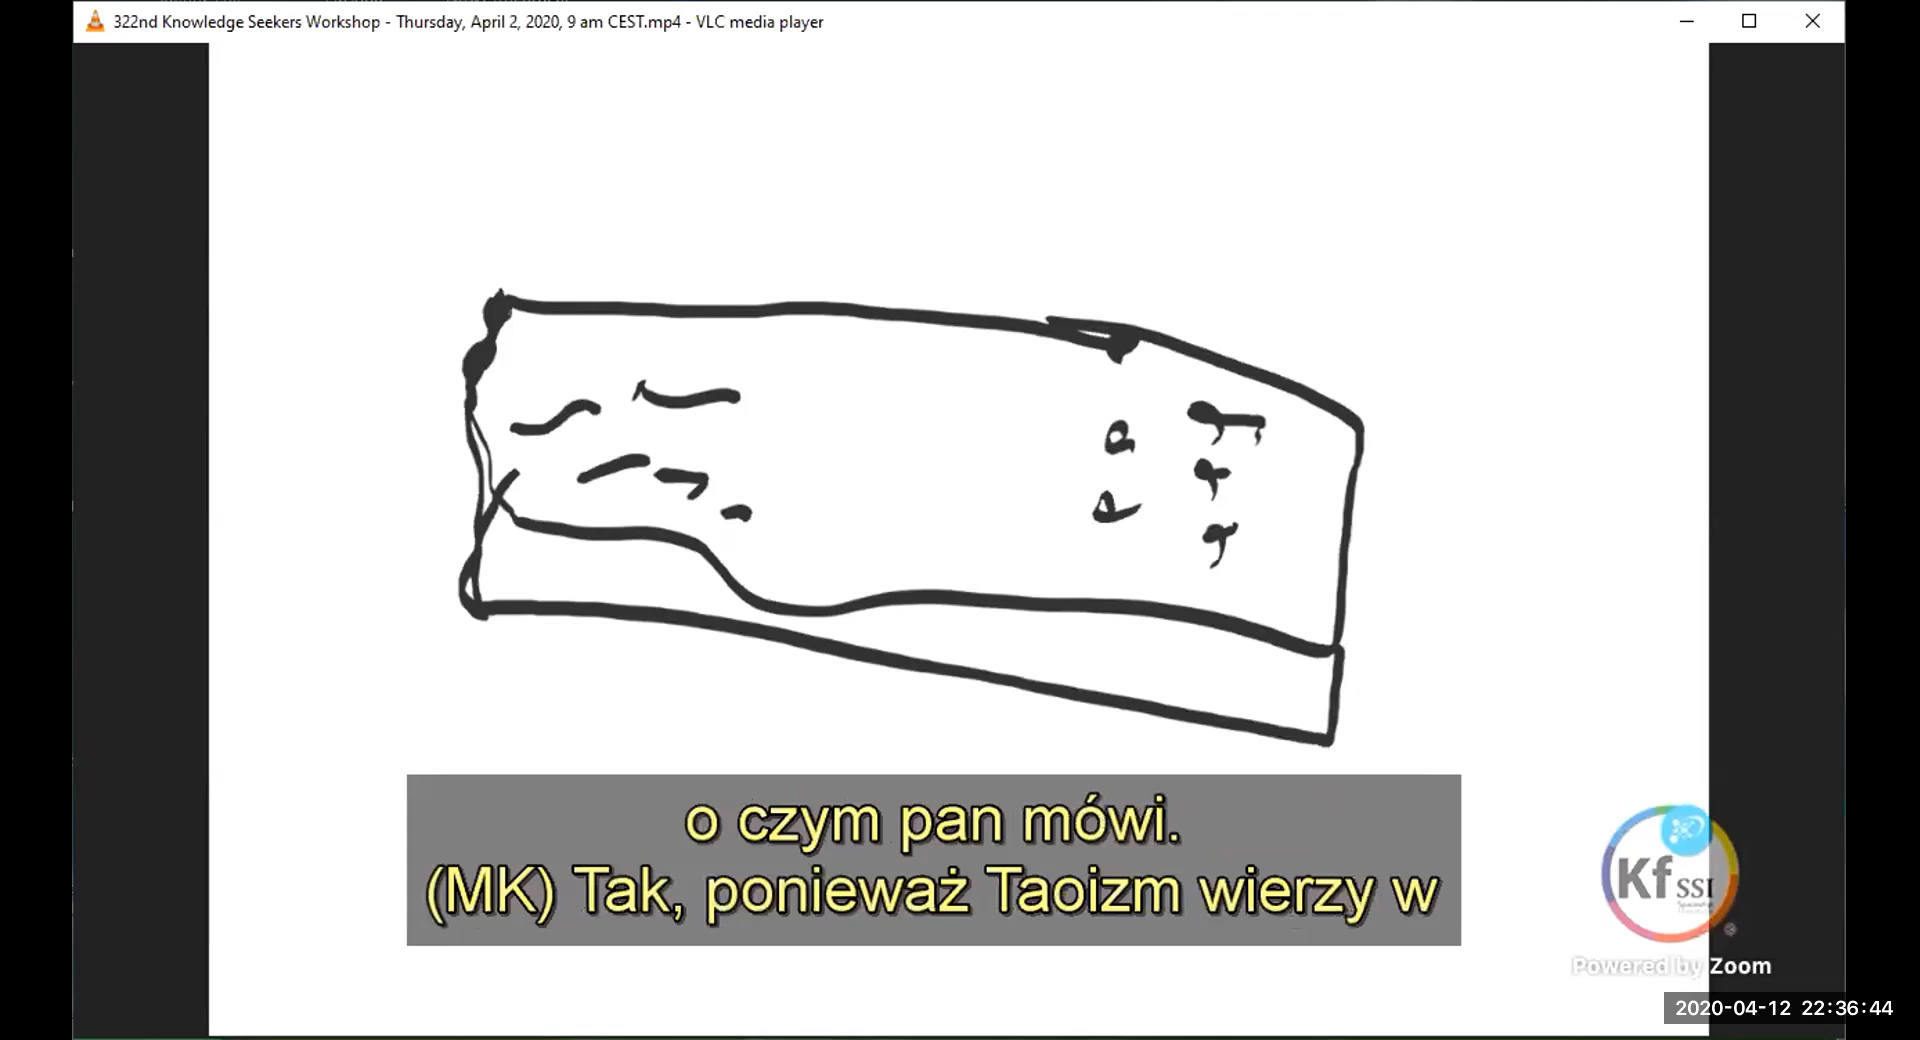 322nd Knowledge Seekers Workshop - Thursday, April 2, 2020, 9 am CEST.mp4 - VLC media player
o czym pan mówi.
(MK) Tak, ponieważ Taoizm wierzy w
Kf SSI
®
Powered by Zoom
2020-04-12 22:36:44